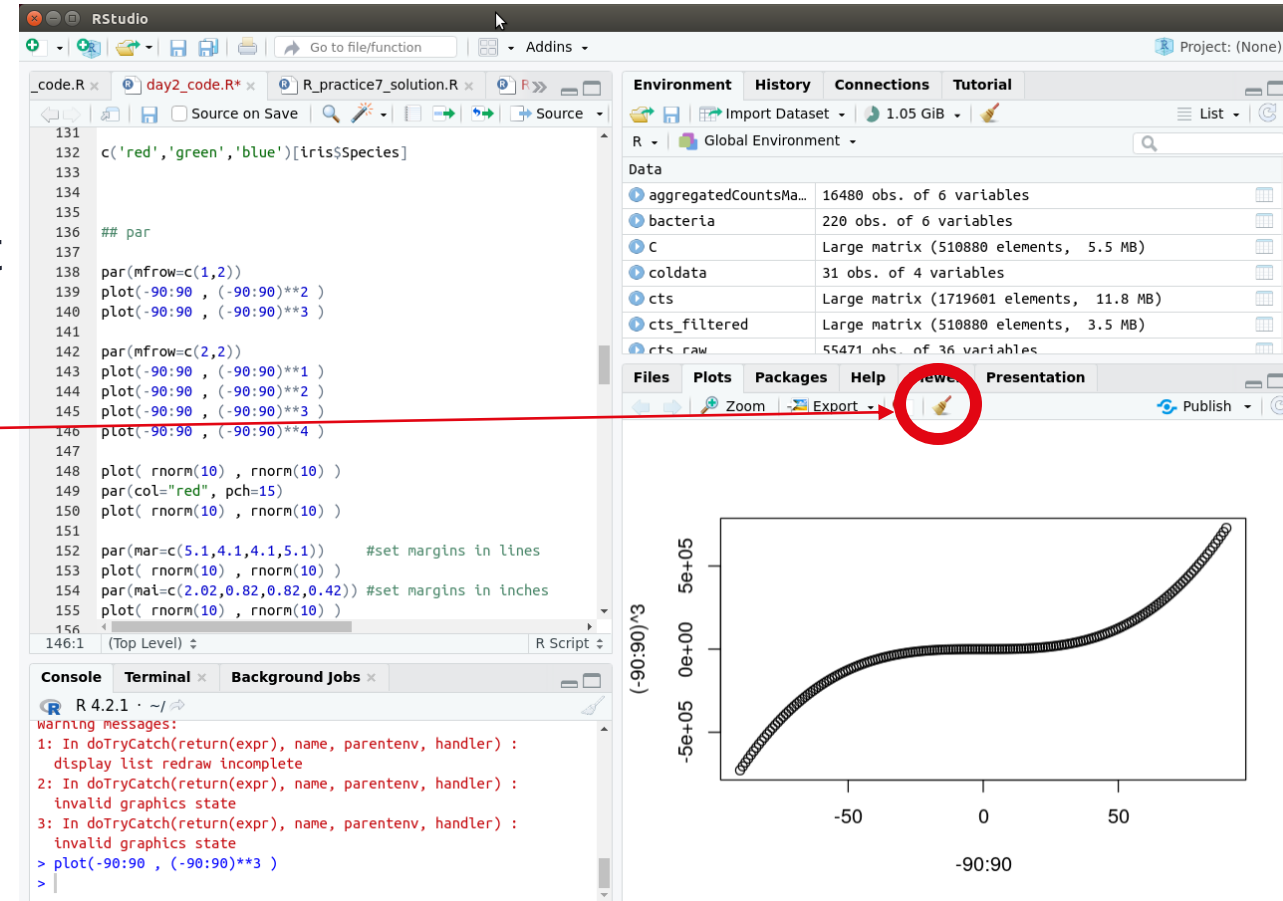 RStudio
Go to file/function
Addins
Project: (None)
_code.R
day2_code.R*
R_practice7_solution.R
R
Source on Save
Source
131
132 c('red','green','blue')[iris$Species]
133
134
135
136 ## par
137
138 par(mfrow=c(1,2))
139 plot(-90:90 , (-90:90)**2 )
140 plot(-90:90 , (-90:90)**3 )
141
142 par(mfrow=c(2,2))
143 plot(-90:90 , (-90:90)**1 )
144 plot(-90:90 , (-90:90)**2 )
145 plot(-90:90 , (-90:90)**3 )
146 plot(-90:90 , (-90:90)**4 )
147
148 plot( rnorm(10) , rnorm(10) )
149 par(col="red", pch=15)
150 plot( rnorm(10) , rnorm(10) )
151
152 par(mar=c(5.1,4.1,4.1,5.1)) #set margins in lines
153 plot( rnorm(10) , rnorm(10) )
154 par(mai=c(2.02,0.82,0.82,0.42)) #set margins in inches
155 plot( rnorm(10) , rnorm(10) )
156
146:1 (Top Level) R Script
Console Terminal Background Jobs
R 4.2.1 · ~/
Warning messages:
1: In doTryCatch(return(expr), name, parentenv, handler) :
display list redraw incomplete
2: In doTryCatch(return(expr), name, parentenv, handler) :
invalid graphics state
3: In doTryCatch(return(expr), name, parentenv, handler) :
invalid graphics state
> plot(-90:90 , (-90:90)**3 )
>
Environment History Connections Tutorial
Import Dataset 1.05 GiB List
R Global Environment
Data
aggregatedCountsMa… 16480 obs. of 6 variables
bacteria 220 obs. of 6 variables
C Large matrix (510880 elements, 5.5 MB)
coldata 31 obs. of 4 variables
cts Large matrix (1719601 elements, 11.8 MB)
cts_filtered Large matrix (510880 elements, 3.5 MB)
cts_raw 55471 obs. of 36 variables
Files Plots Packages Help Viewer Presentation
Zoom Export Publish
(-90:90)^3
5e+05
0e+00
-5e+05
-50 0 50
-90:90